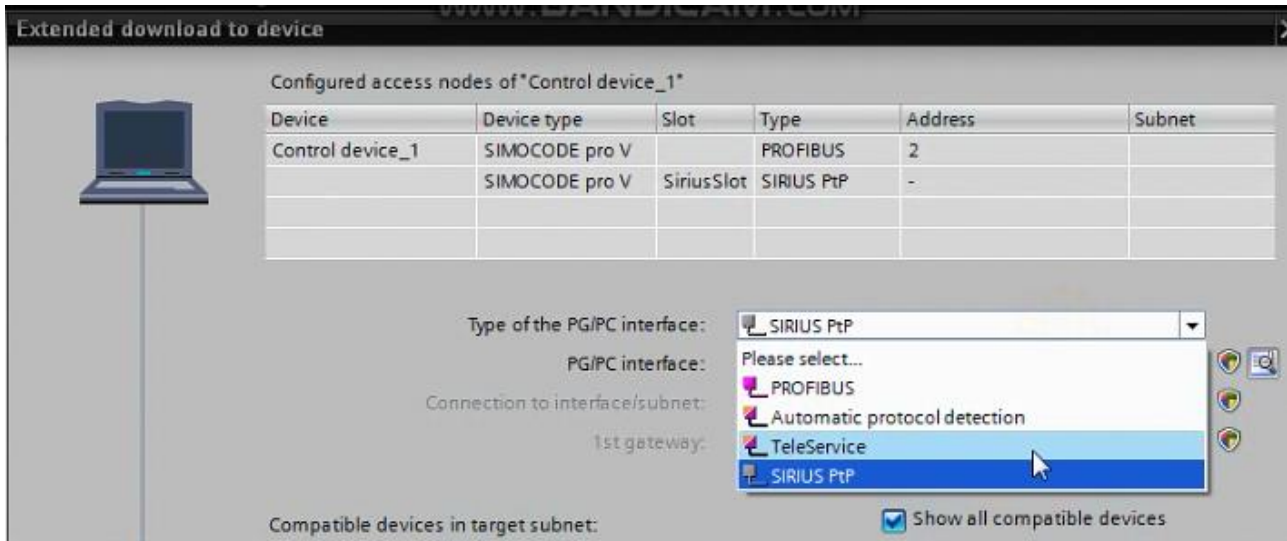 WWW.BANDICAM.COM
Extended download to device
Configured access nodes of "Control device_1"
Device Device type Slot Type Address Subnet
Control device_1 SIMOCODE pro V PROFIBUS 2
SIMOCODE pro V SiriusSlot SIRIUS PtP -
Type of the PG/PC interface: SIRIUS PtP
PG/PC interface: Please select...
PROFIBUS
Connection to interface/subnet: Automatic protocol detection
1st gateway: TeleService
SIRIUS PtP
Compatible devices in target subnet: Show all compatible devices